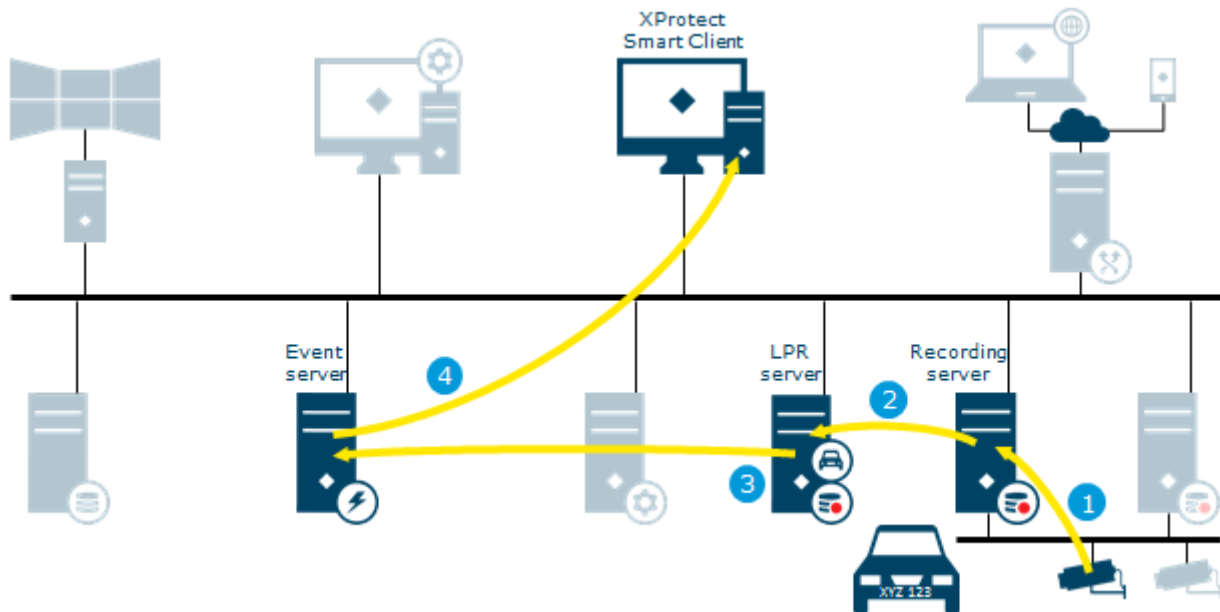 XProtect
Smart Client
Event
server
4
LPR
server
Recording
server
2
3
1
XYZ 123